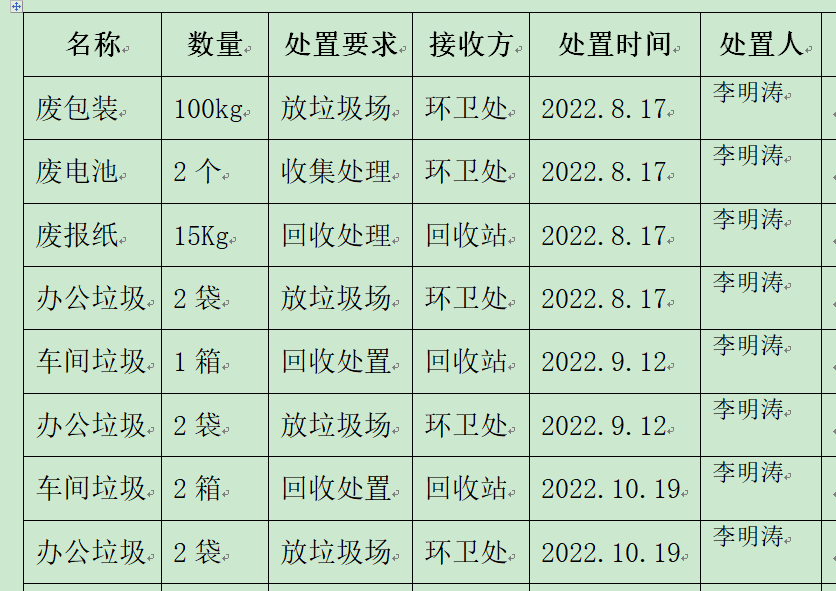 名称 数量 处置要求 接收方 处置时间 处置人
废包装 100kg 放垃圾场 环卫处 2022.8.17 李明涛
废电池 2 个 收集处理 环卫处 2022.8.17 李明涛
废报纸 15Kg 回收处理 回收站 2022.8.17 李明涛
办公垃圾 2 袋 放垃圾场 环卫处 2022.8.17 李明涛
车间垃圾 1 箱 回收处置 回收站 2022.9.12 李明涛
办公垃圾 2 袋 放垃圾场 环卫处 2022.9.12 李明涛
车间垃圾 2 箱 回收处置 回收站 2022.10.19 李明涛
办公垃圾 2 袋 放垃圾场 环卫处 2022.10.19 李明涛